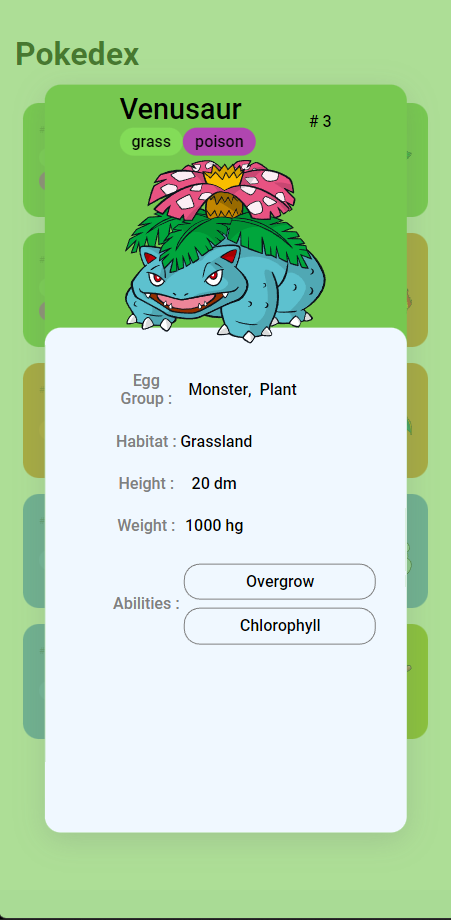 Pokedex
Venusaur
# 3
grass poison
Egg
Group : Monster, Plant
Habitat : Grassland
Height : 20 dm
Weight : 1000 hg
Abilities :
Overgrow
Chlorophyll